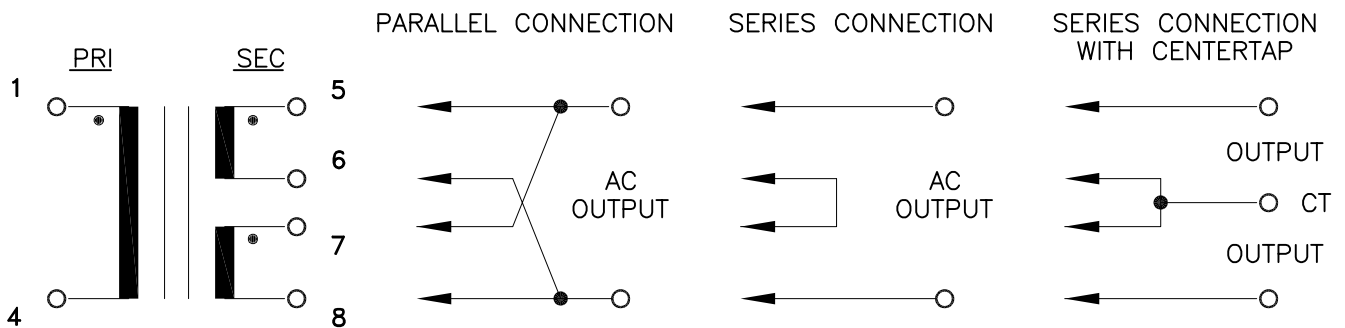 PARALLEL CONNECTION
SERIES CONNECTION
SERIES CONNECTION
WITH CENTERTAP
PRI
SEC
1
5
6
7
4
8
AC
OUTPUT
AC
OUTPUT
OUTPUT
CT
OUTPUT